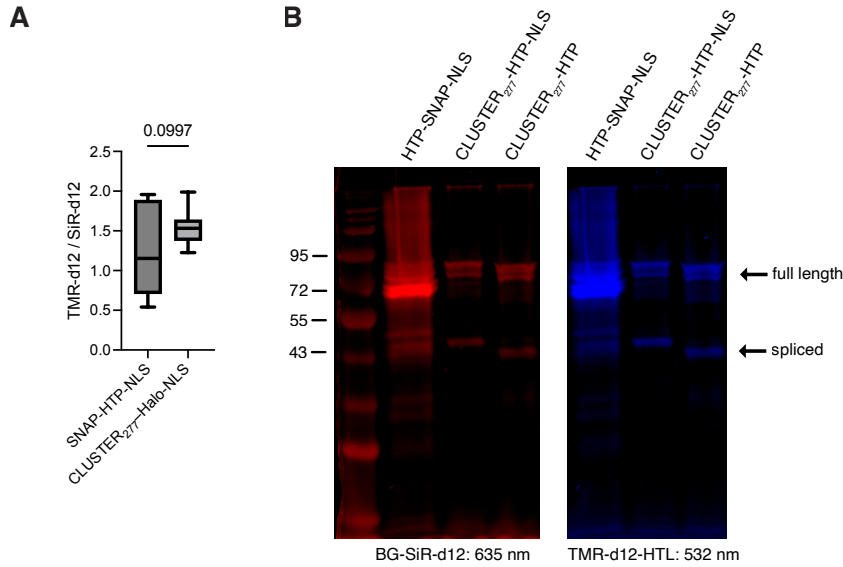 A
0.0997
2.5
2.0
1.5
1.0
0.5
0.0
TMR-d12 / SiR-d12
SNAP-HTP-NLS
CLUSTER277–Halo-NLS
B
HTP-SNAP-NLS
CLUSTER277-HTP-NLS
CLUSTER277-HTP
HTP-SNAP-NLS
CLUSTER277-HTP-NLS
CLUSTER277-HTP
95
72
55
43
full length
spliced
BG-SiR-d12: 635 nm
TMR-d12-HTL: 532 nm